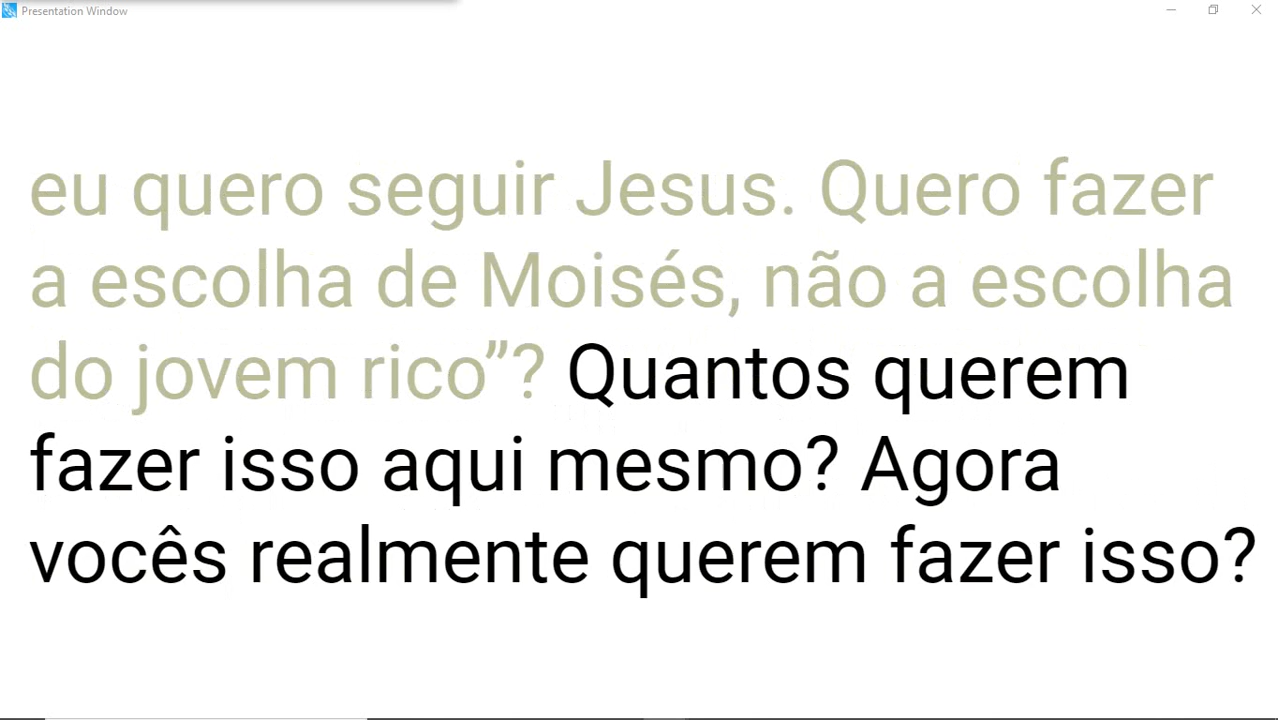 Presentation Window
eu quero seguir Jesus. Quero fazer
a escolha de Moisés, não a escolha
do jovem rico”? Quantos querem
fazer isso aqui mesmo? Agora
vocês realmente querem fazer isso?